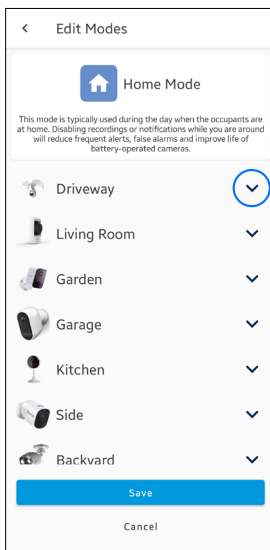 Edit Modes
Home Mode
This mode is typically used during the day when the occupants are
at home. Disabling recordings or notifications while you are around
will reduce frequent alerts, false alarms and improve life of
battery-operated cameras.
Driveway
Living Room
Garden
Garage
Kitchen
Side
Backyard
Save
Cancel